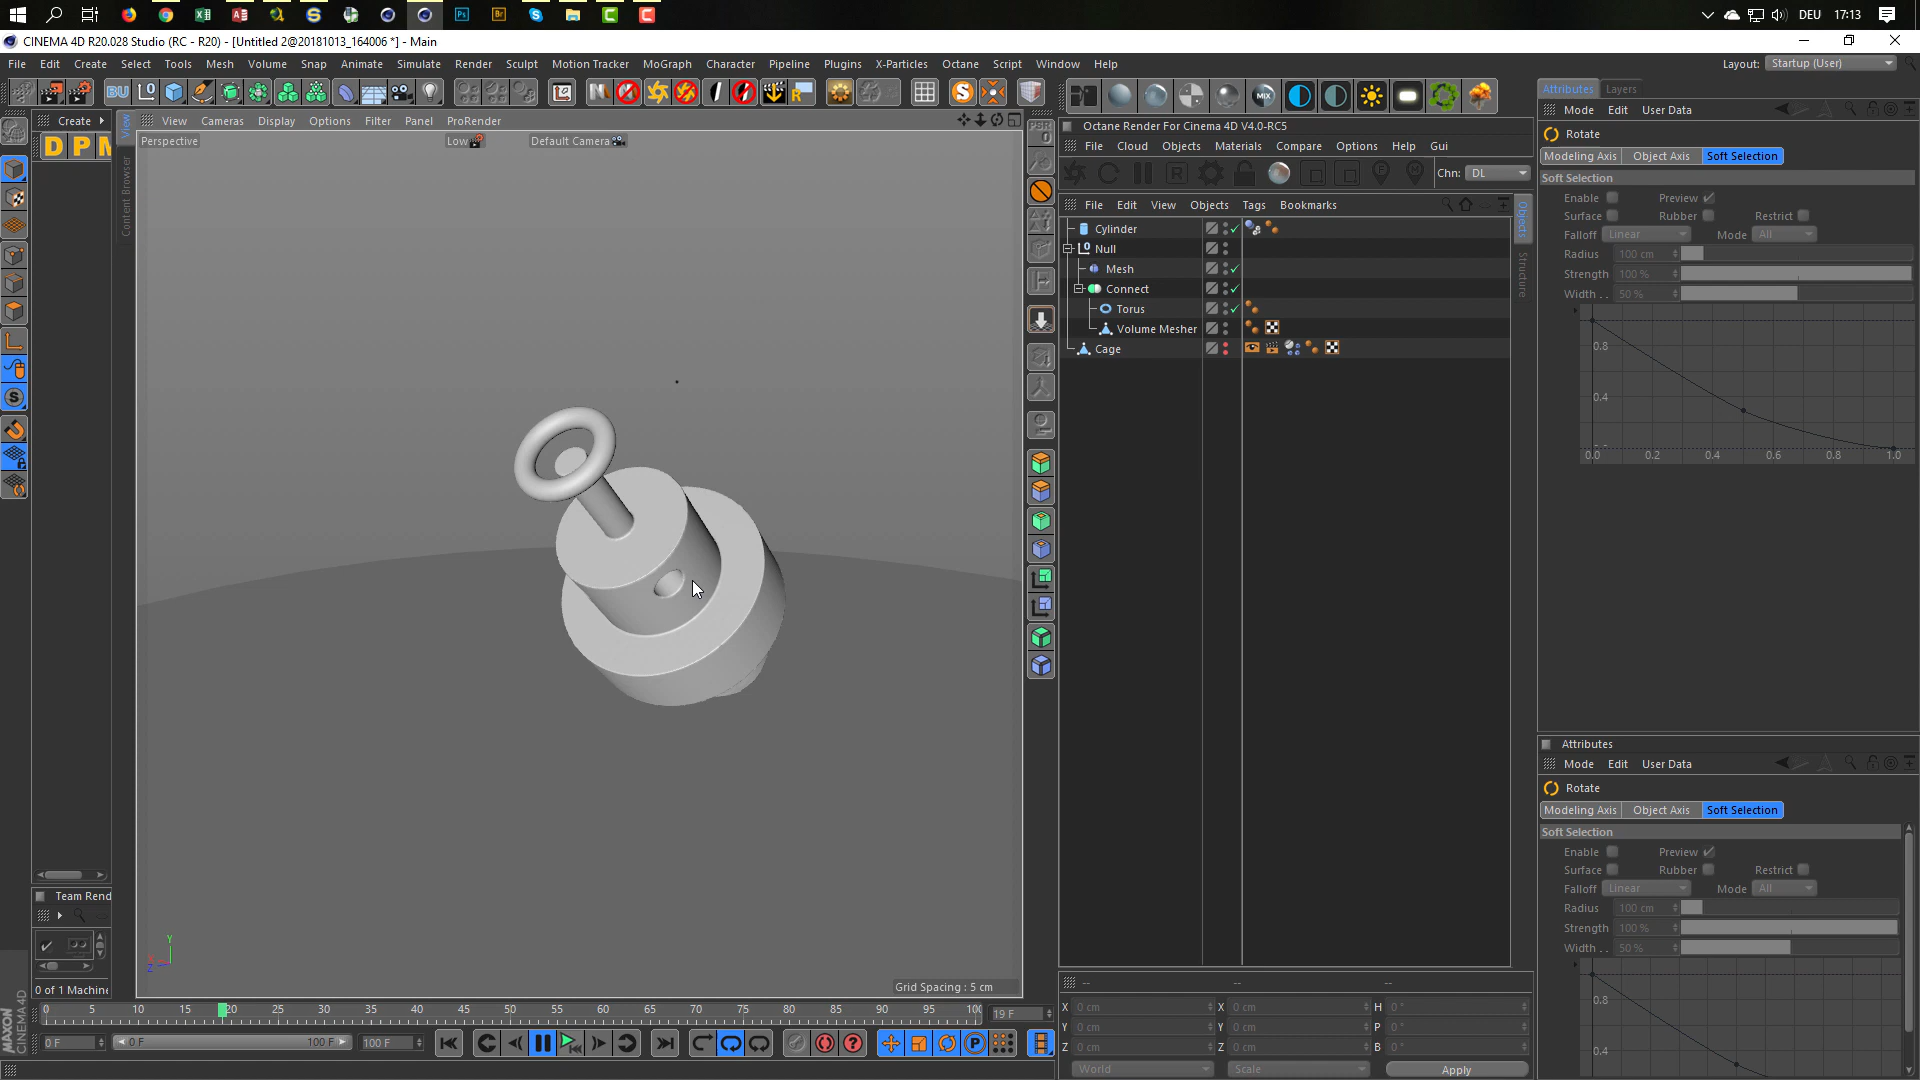 DEU 17:13
CINEMA 4D R20.028 Studio (RC - R20) - [Untitled 2@20181013_164006 *] - Main
File Edit Create Select Tools Mesh Volume Snap Animate Simulate Render Sculpt Motion Tracker MoGraph Character Pipeline Plugins X-Particles Octane Script Window Help
Layout: Startup (User)
Create
View Cameras Display Options Filter Panel ProRender
Perspective
Low
Default Camera
View
Content Browser
D P M
Grid Spacing : 5 cm
Team Rend
0 of 1 Machine
Octane Render For Cinema 4D V4.0-RC5
File Cloud Objects Materials Compare Options Help Gui
Chn: DL
File Edit View Objects Tags Bookmarks
Cylinder
Null
Mesh
Connect
Torus
Volume Mesher
Cage
Objects
Structure
Attributes Layers
Mode Edit User Data
Rotate
Modeling Axis Object Axis Soft Selection
Soft Selection
Enable Preview
Surface Rubber Restrict
Falloff Linear Mode All
Radius 100 cm
Strength 100 %
Width . . 50 %
0.8
0.4
0.0 0.2 0.4 0.6 0.8 1.0
Attributes
Mode Edit User Data
Rotate
Modeling Axis Object Axis Soft Selection
Soft Selection
Enable Preview
Surface Rubber Restrict
Falloff Linear Mode All
Radius 100 cm
Strength 100 %
Width . . 50 %
0.8
0.4
-- -- --
X 0 cm X 0 cm H 0 °
Y 0 cm Y 0 cm P 0 °
Z 0 cm Z 0 cm B 0 °
World Scale Apply
0 5 10 15 20 25 30 35 40 45 50 55 60 65 70 75 80 85 90 95 100
19 F
0 F 0 F 100 F 100 F
MAXON CINEMA4D